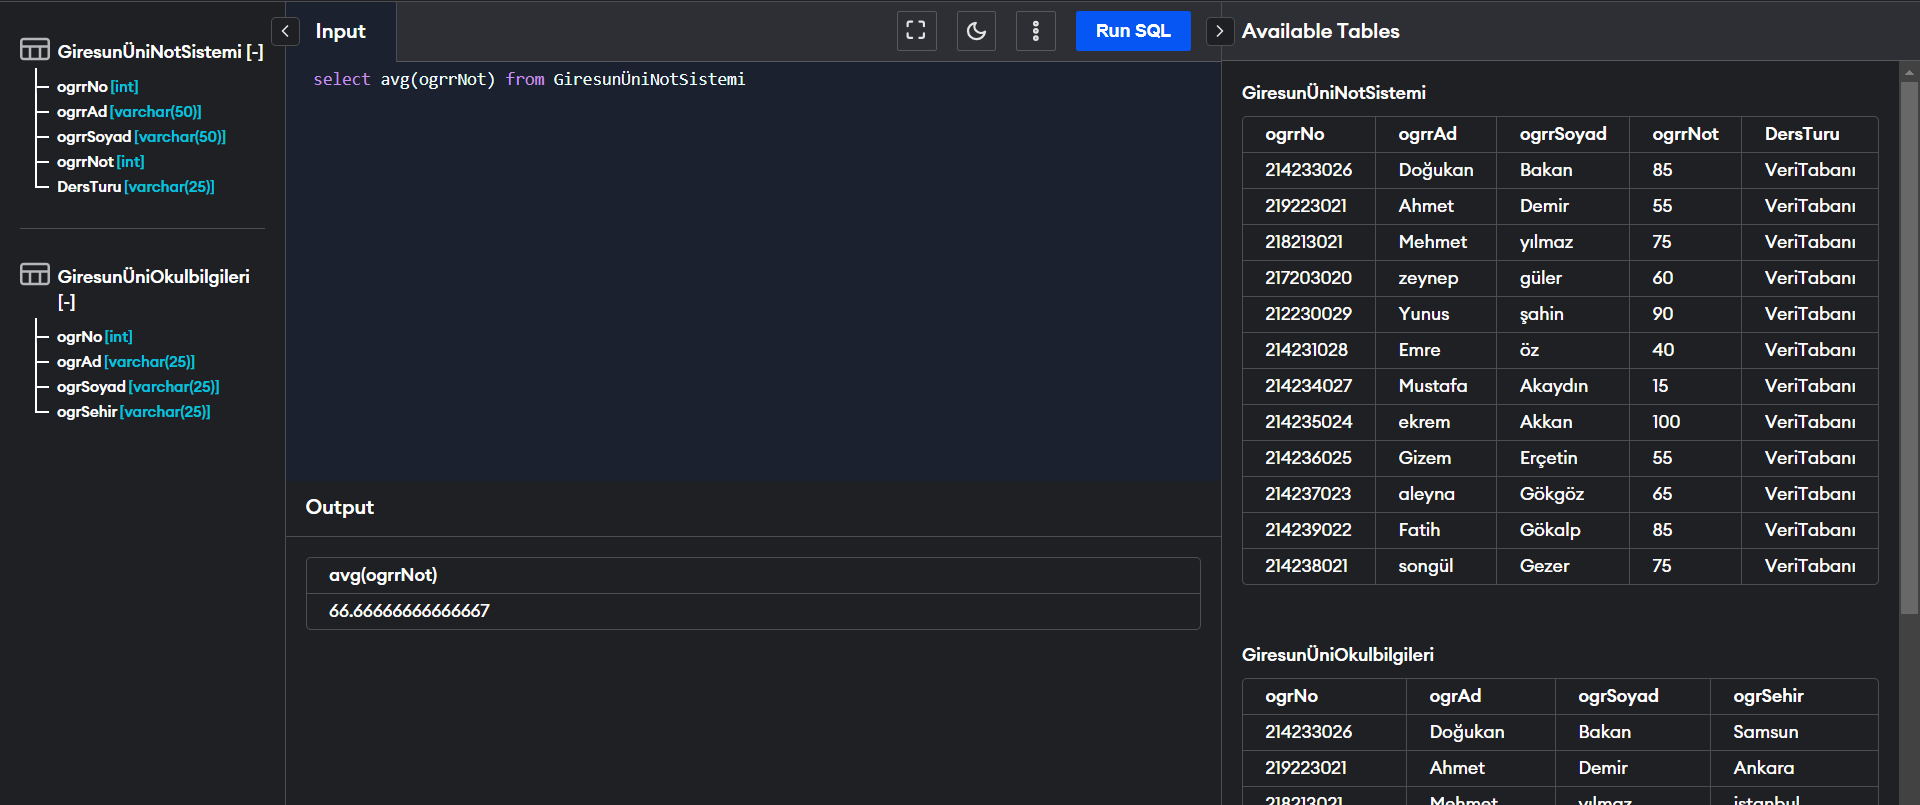 GiresunÜniNotSistemi [-]
ogrrNo [int]
ogrrAd [varchar(50)]
ogrrSoyad [varchar(50)]
ogrrNot [int]
DersTuru [varchar(25)]
GiresunÜniOkulbilgileri
[-]
ogrNo [int]
ogrAd [varchar(25)]
ogrSoyad [varchar(25)]
ogrSehir [varchar(25)]
Input
Run SQL
select avg(ogrrNot) from GiresunÜniNotSistemi
Output
avg(ogrrNot)
66.66666666666667
Available Tables
GiresunÜniNotSistemi
ogrrNo ogrrAd ogrrSoyad ogrrNot DersTuru
214233026 Doğukan Bakan 85 VeriTabanı
219223021 Ahmet Demir 55 VeriTabanı
218213021 Mehmet yılmaz 75 VeriTabanı
217203020 zeynep güler 60 VeriTabanı
212230029 Yunus şahin 90 VeriTabanı
214231028 Emre öz 40 VeriTabanı
214234027 Mustafa Akaydın 15 VeriTabanı
214235024 ekrem Akkan 100 VeriTabanı
214236025 Gizem Erçetin 55 VeriTabanı
214237023 aleyna Gökgöz 65 VeriTabanı
214239022 Fatih Gökalp 85 VeriTabanı
214238021 songül Gezer 75 VeriTabanı
GiresunÜniOkulbilgileri
ogrNo ogrAd ogrSoyad ogrSehir
214233026 Doğukan Bakan Samsun
219223021 Ahmet Demir Ankara
218213021 Mehmet yılmaz istanbul